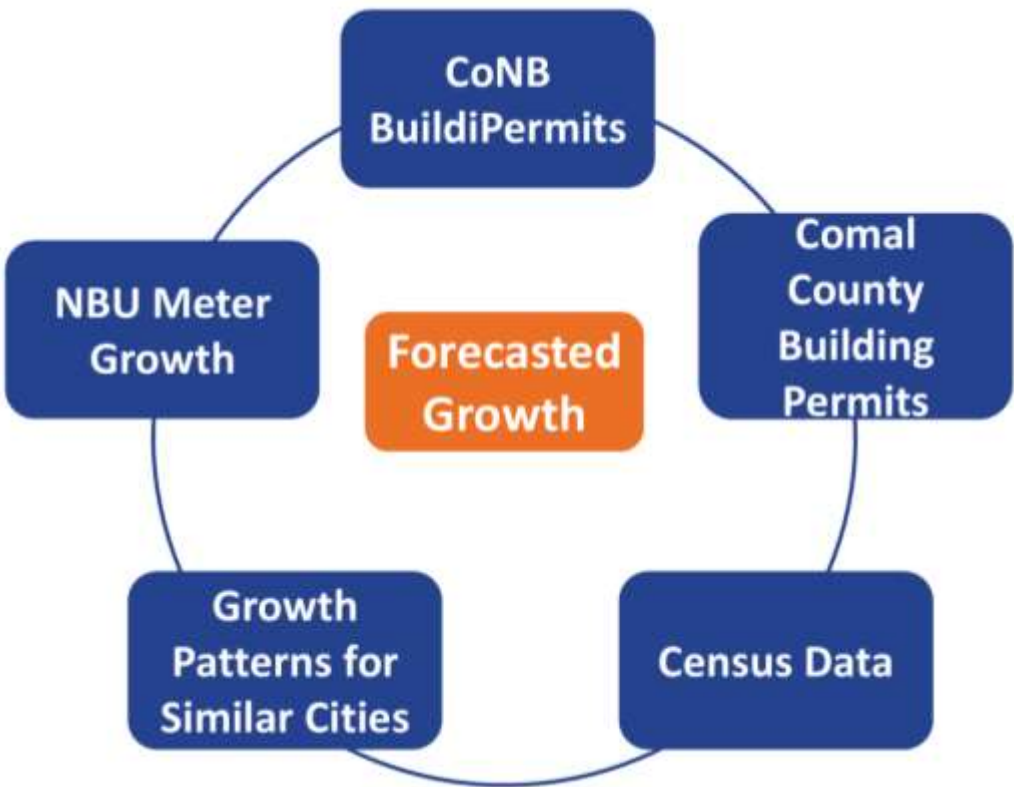 CoNB
BuildiPermits
Comal
County
Building
Permits
NBU Meter
Growth
Forecasted
Growth
Growth
Patterns for
Similar Cities
Census Data